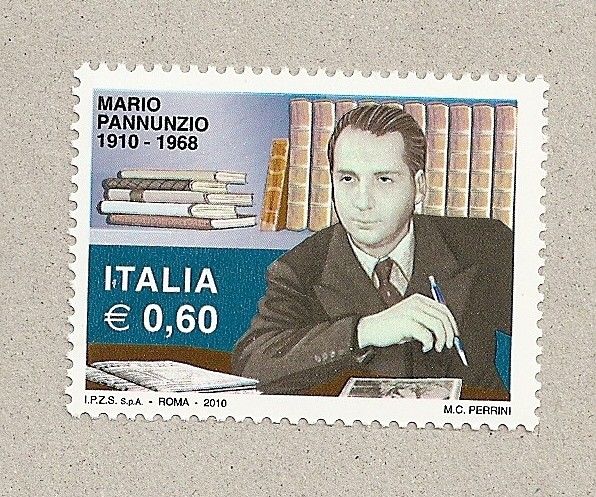 MARIO
PANNUNZIO
1910 - 1968
ITALIA
€ 0,60
I.P.Z.S. S.p.A. - ROMA - 2010
M.C. PERRINI